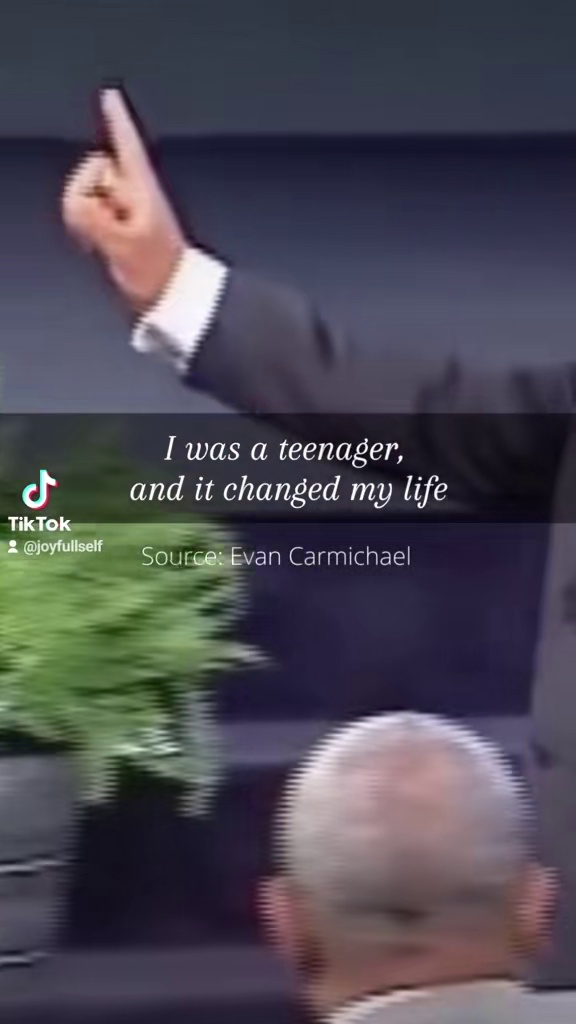 I was a teenager,
and it changed my life
TikTok
@joyfullself
Source: Evan Carmichael